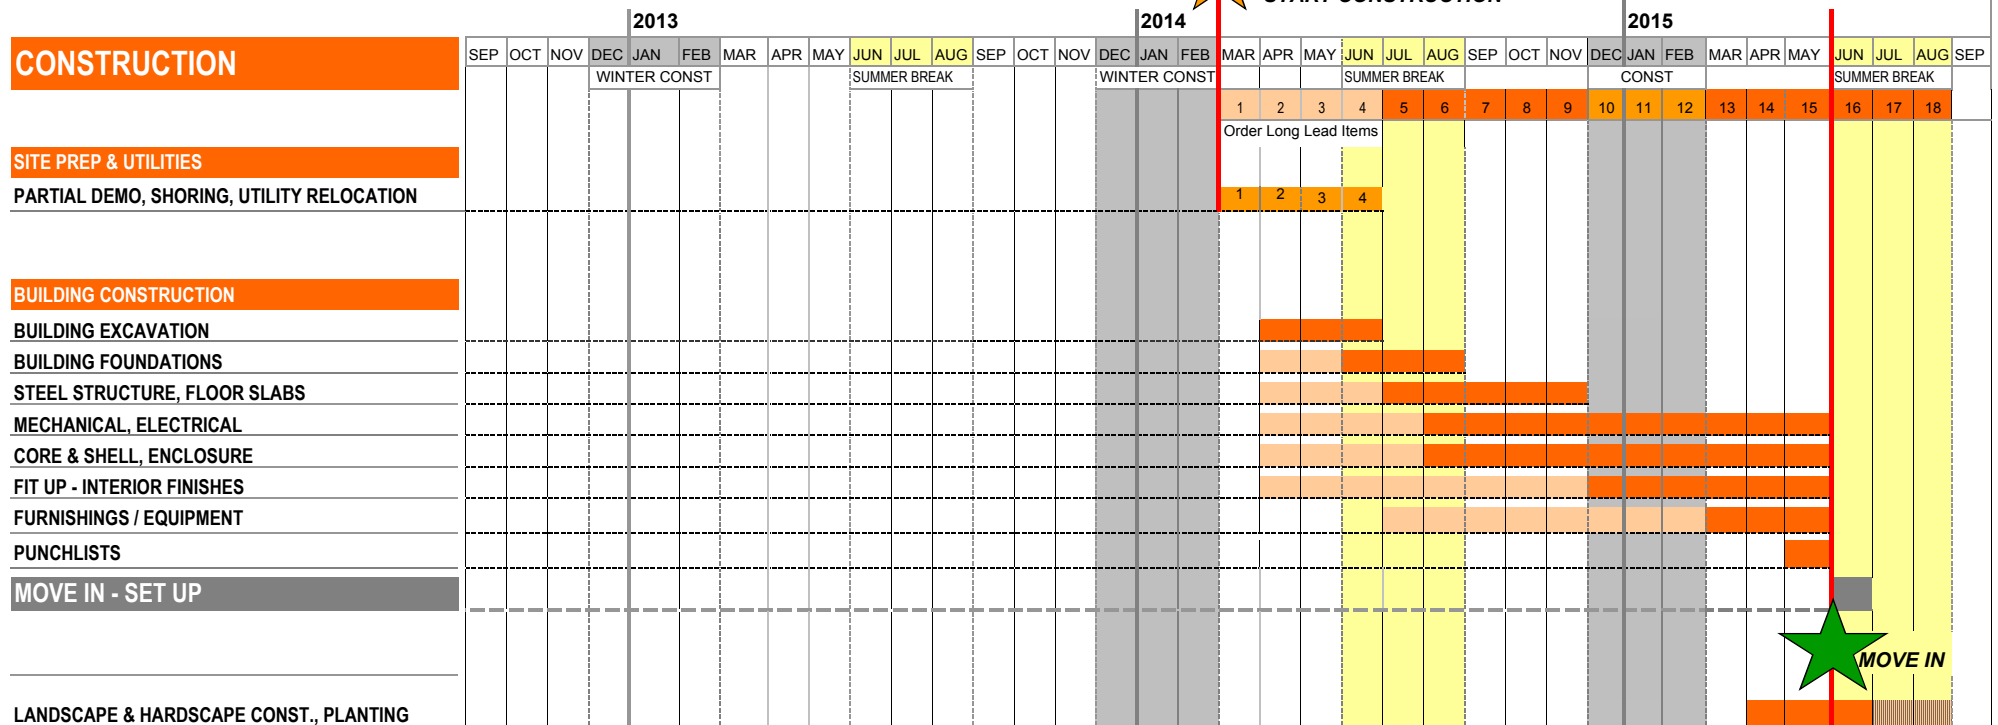 START CONSTRUCTION
2013 2014 2015
CONSTRUCTION
SEP OCT NOV DEC JAN FEB MAR APR MAY JUN JUL AUG SEP OCT NOV DEC JAN FEB MAR APR MAY JUN JUL AUG SEP OCT NOV DEC JAN FEB MAR APR MAY JUN JUL AUG SEP
WINTER CONST SUMMER BREAK WINTER CONST SUMMER BREAK CONST SUMMER BREAK
1 2 3 4 5 6 7 8 9 10 11 12 13 14 15 16 17 18
Order Long Lead Items
SITE PREP & UTILITIES
PARTIAL DEMO, SHORING, UTILITY RELOCATION 1 2 3 4
BUILDING CONSTRUCTION
BUILDING EXCAVATION
BUILDING FOUNDATIONS
STEEL STRUCTURE, FLOOR SLABS
MECHANICAL, ELECTRICAL
CORE & SHELL, ENCLOSURE
FIT UP - INTERIOR FINISHES
FURNISHINGS / EQUIPMENT
PUNCHLISTS
MOVE IN - SET UP
MOVE IN
LANDSCAPE & HARDSCAPE CONST., PLANTING